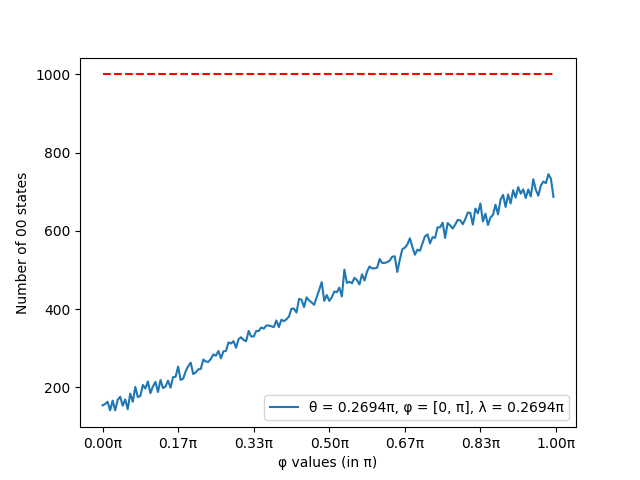 1000
800
600
400
200
Number of 00 states
θ = 0.2694π, φ = [0, π], λ = 0.2694π
0.00π 0.17π 0.33π 0.50π 0.67π 0.83π 1.00π
φ values (in π)